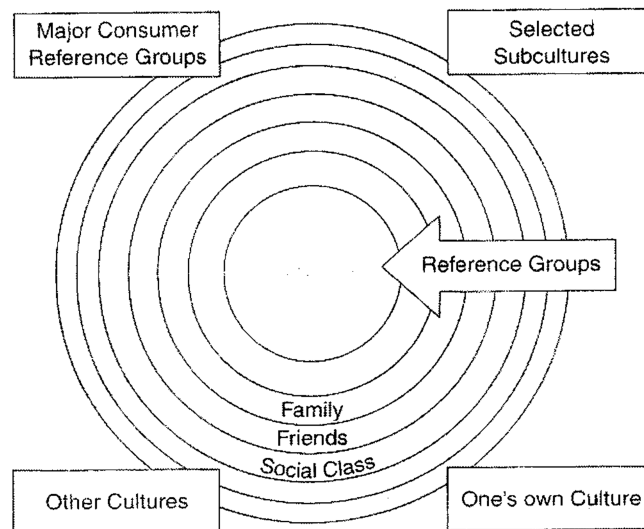 Major Consumer
Reference Groups
Selected
Subcultures
Reference Groups
Family
Friends
Social Class
Other Cultures
One's own Culture